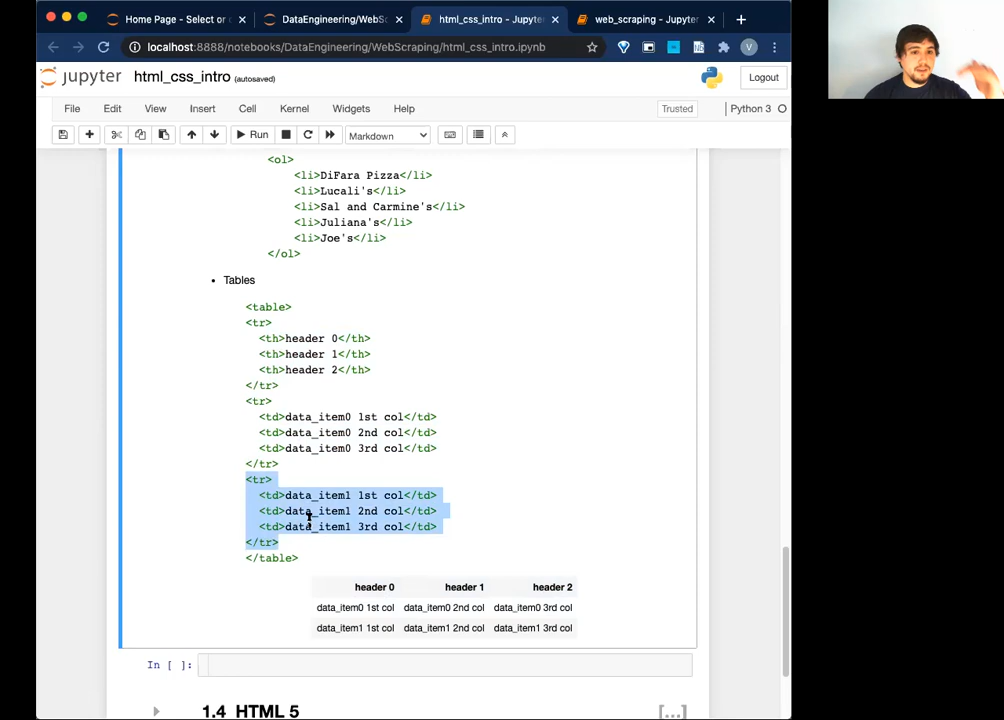 Home Page - Select or c
DataEngineering/WebSc
html_css_intro - Jupyter
web_scraping - Jupyter
localhost:8888/notebooks/DataEngineering/WebScraping/html_css_intro.ipynb
V
jupyter html_css_intro (autosaved)
Logout
File Edit View Insert Cell Kernel Widgets Help
Trusted
Python 3
Run
Markdown
<ol>
<li>DiFara Pizza</li>
<li>Lucali's</li>
<li>Sal and Carmine's</li>
<li>Juliana's</li>
<li>Joe's</li>
</ol>
Tables
<table>
<tr>
<th>header 0</th>
<th>header 1</th>
<th>header 2</th>
</tr>
<tr>
<td>data_item0 1st col</td>
<td>data_item0 2nd col</td>
<td>data_item0 3rd col</td>
</tr>
<tr>
<td>data_item1 1st col</td>
<td>data_item1 2nd col</td>
<td>data_item1 3rd col</td>
</tr>
</table>
header 0 header 1 header 2
data_item0 1st col data_item0 2nd col data_item0 3rd col
data_item1 1st col data_item1 2nd col data_item1 3rd col
In [ ]:
1.4 HTML 5
[...]